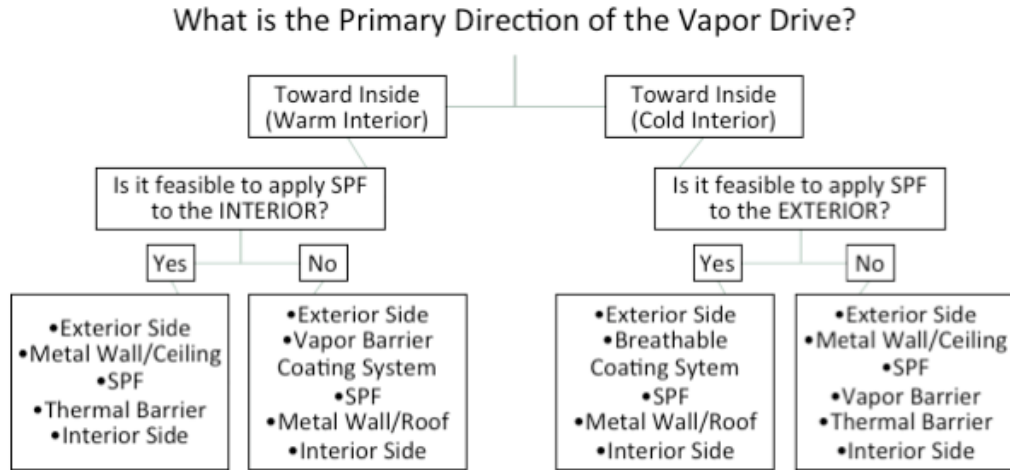 What is the Primary Direction of the Vapor Drive?
Toward Inside
(Warm Interior)
Toward Inside
(Cold Interior)
Is it feasible to apply SPF
to the INTERIOR?
Is it feasible to apply SPF
to the EXTERIOR?
Yes
No
Yes
No
•Exterior Side
•Metal Wall/Ceiling
•SPF
•Thermal Barrier
•Interior Side
•Exterior Side
•Vapor Barrier
Coating System
•SPF
•Metal Wall/Roof
•Interior Side
•Exterior Side
•Breathable
Coating Sytem
•SPF
•Metal Wall/Roof
•Interior Side
•Exterior Side
•Metal Wall/Ceiling
•SPF
•Vapor Barrier
•Thermal Barrier
•Interior Side